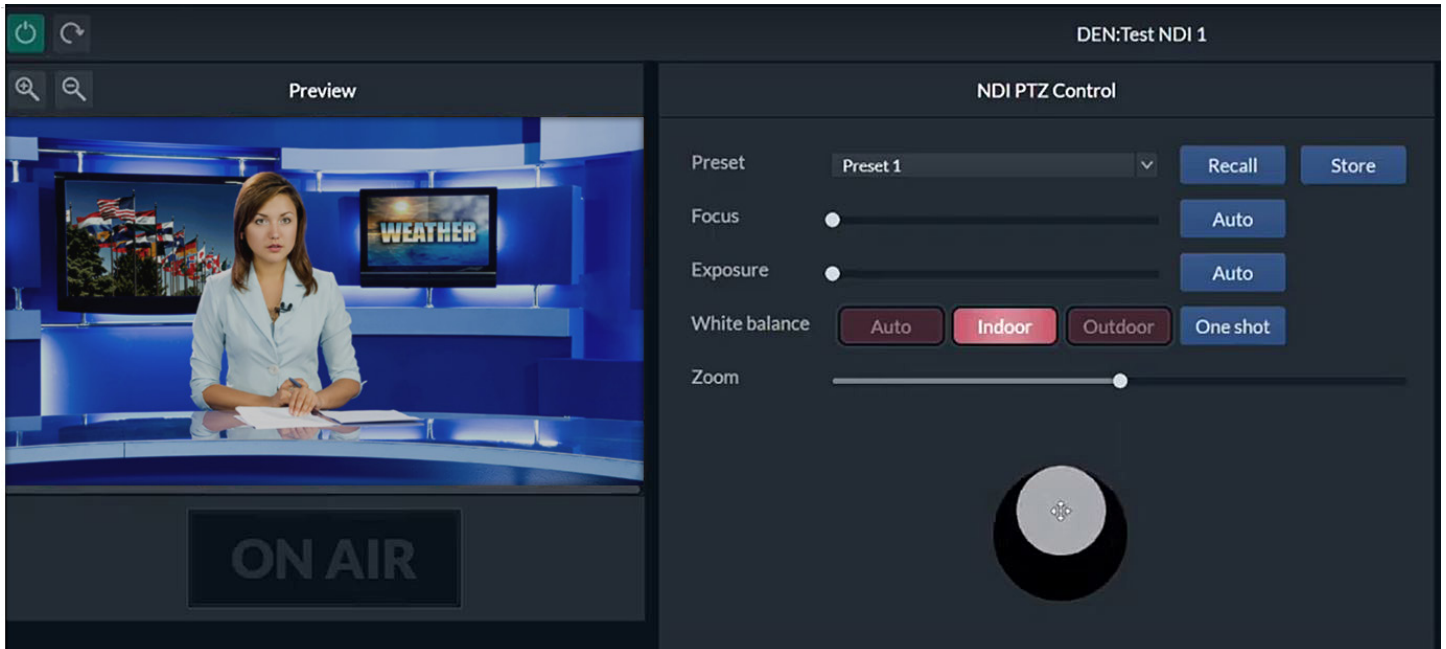 DEN:Test NDI 1
Preview
NDI PTZ Control
Preset
Preset 1
Recall
Store
Focus
Auto
Exposure
Auto
White balance
Auto
Indoor
Outdoor
One shot
Zoom
WEATHER
ON AIR